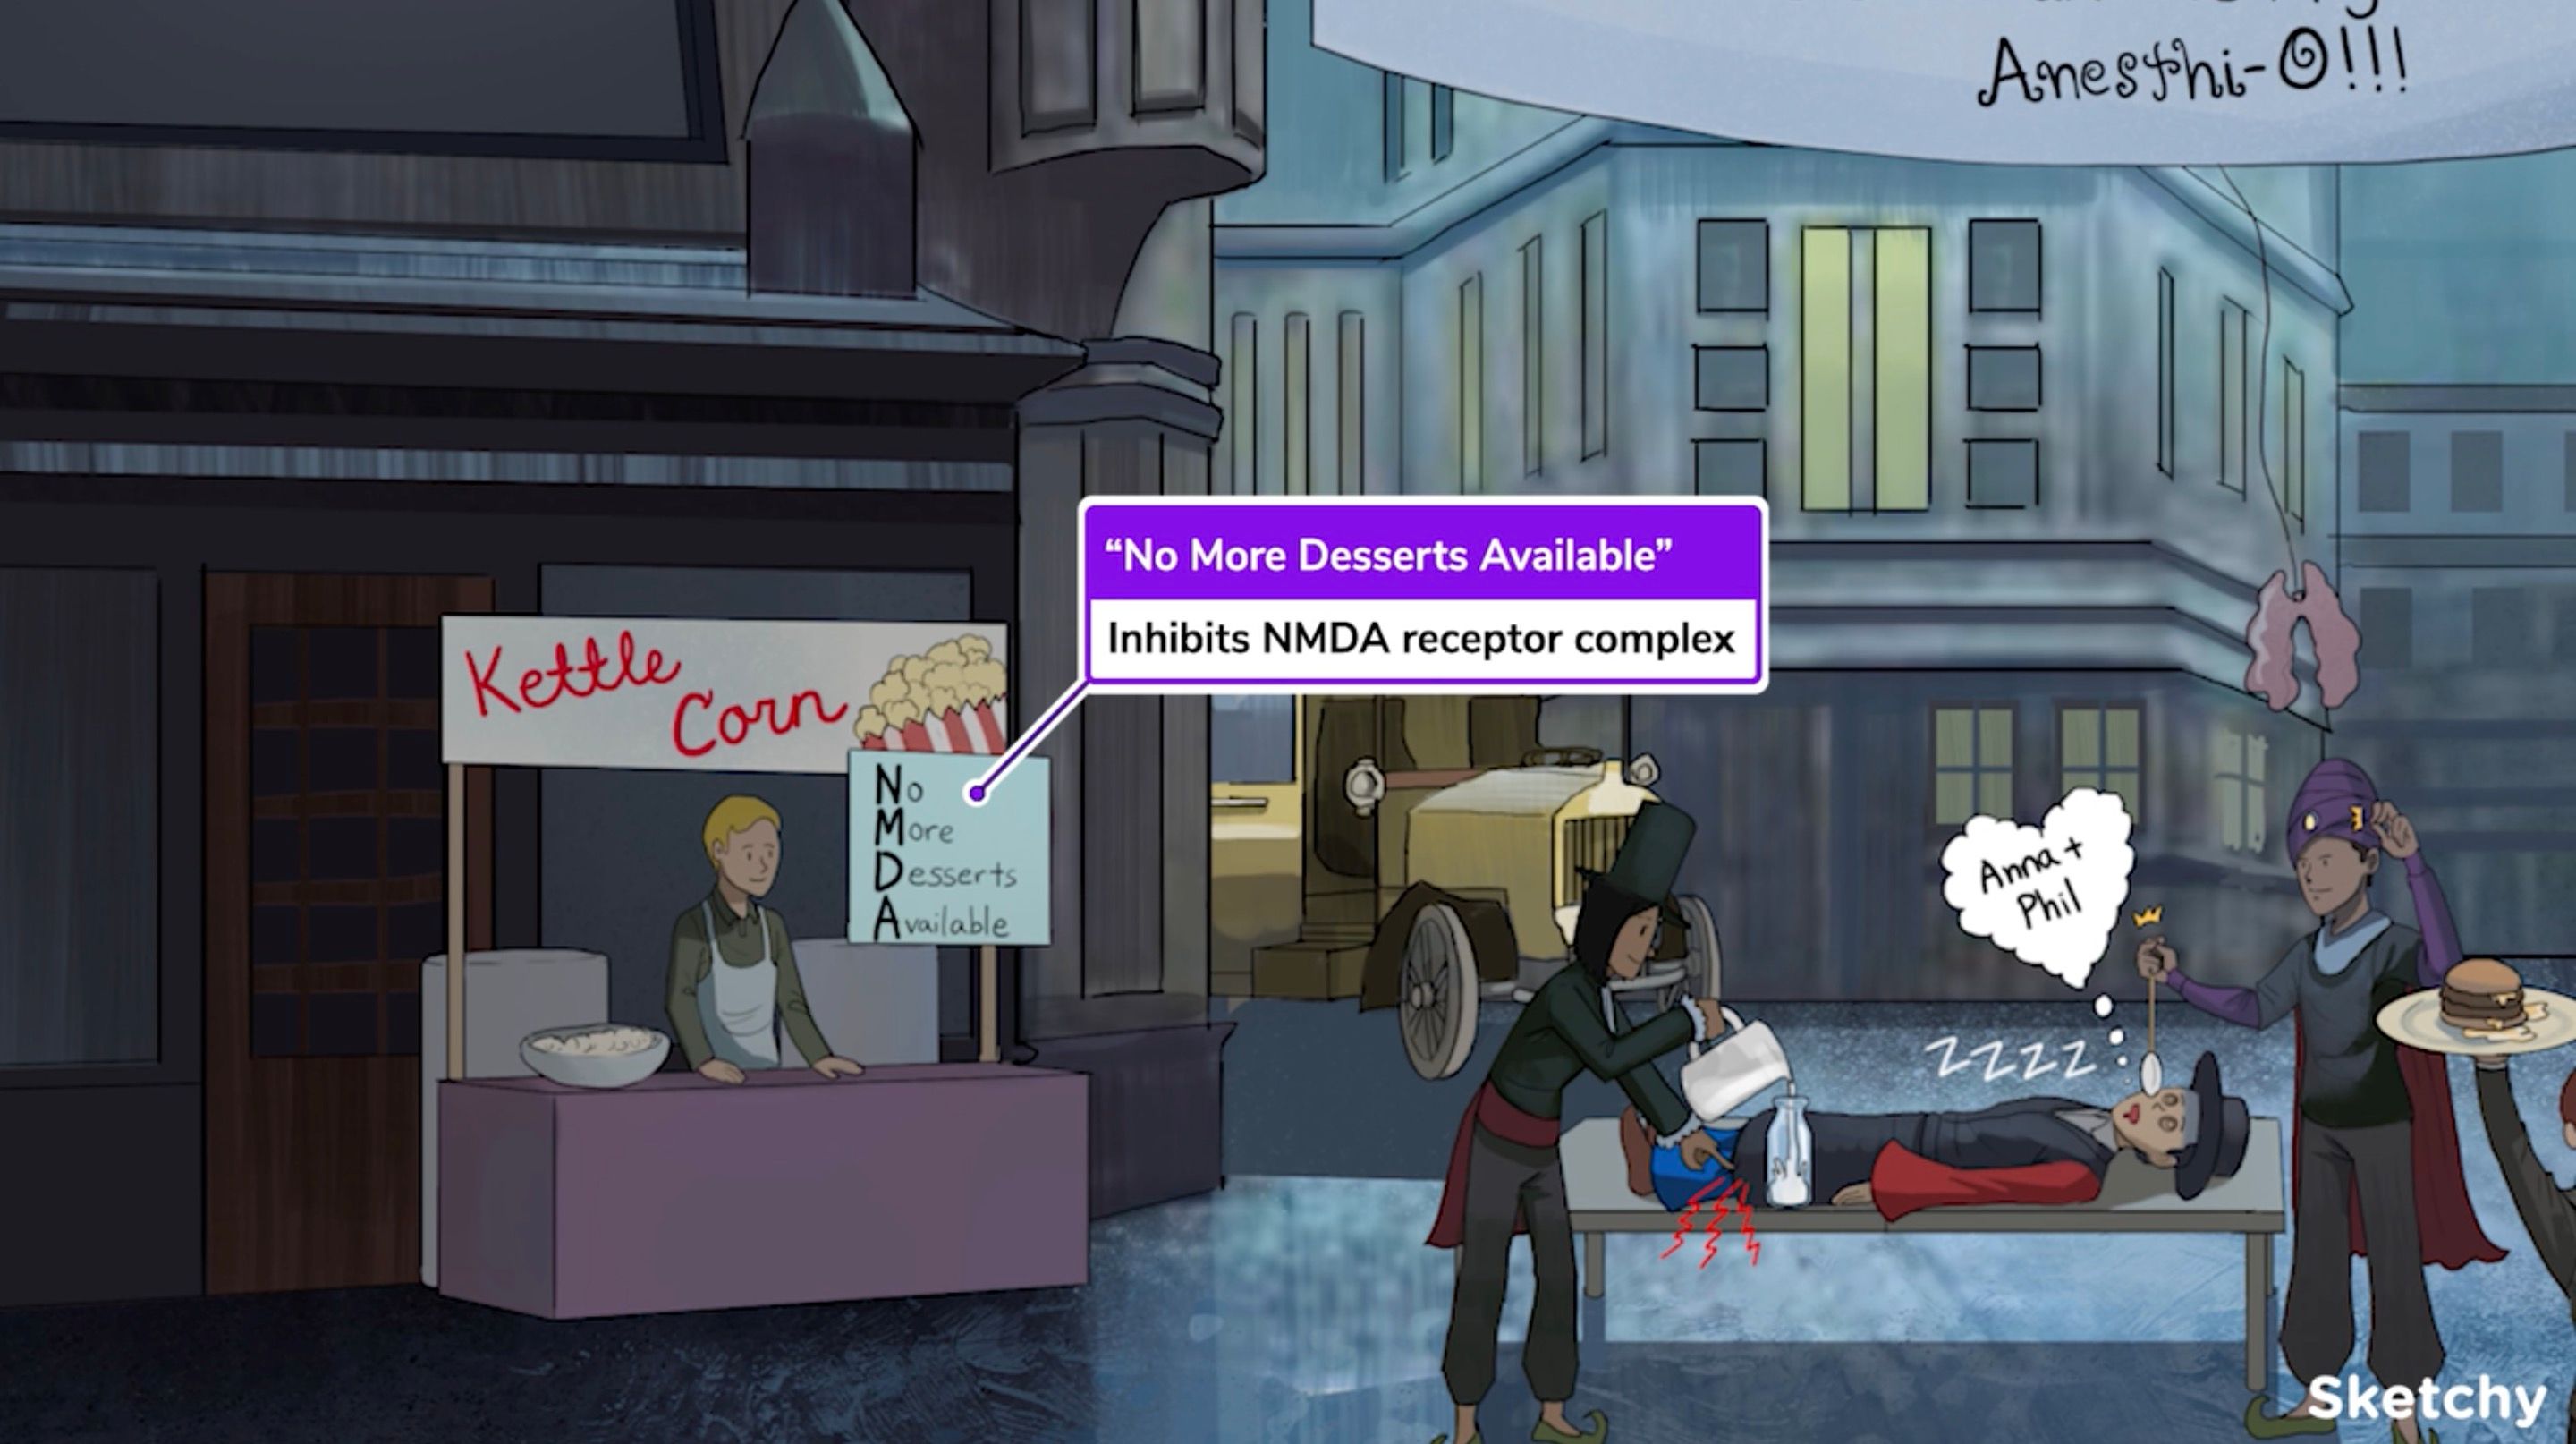 Anesthi-O!!!
“No More Desserts Available”
Inhibits NMDA receptor complex
Kettle
Corn
No
More
Desserts
Available
Anna +
Phil
ZZZZ
Sketchy